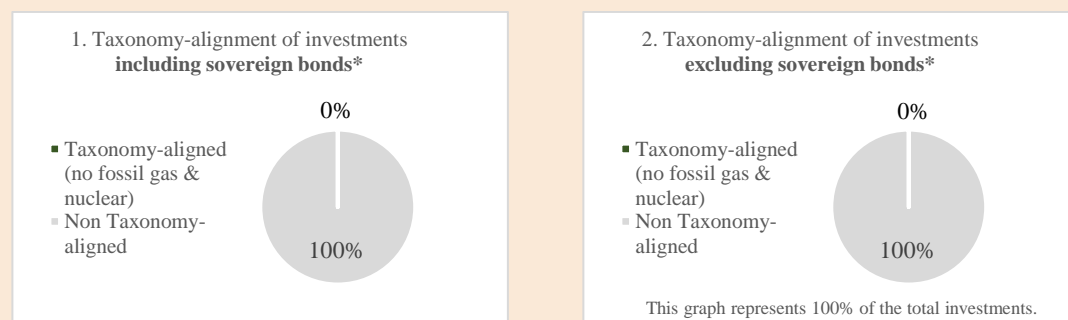 1. Taxonomy-alignment of investments
including sovereign bonds*
0%
Taxonomy-aligned
(no fossil gas &
nuclear)
Non Taxonomy-
aligned
100%
2. Taxonomy-alignment of investments
excluding sovereign bonds*
0%
Taxonomy-aligned
(no fossil gas &
nuclear)
Non Taxonomy-
aligned
100%
This graph represents 100% of the total investments.